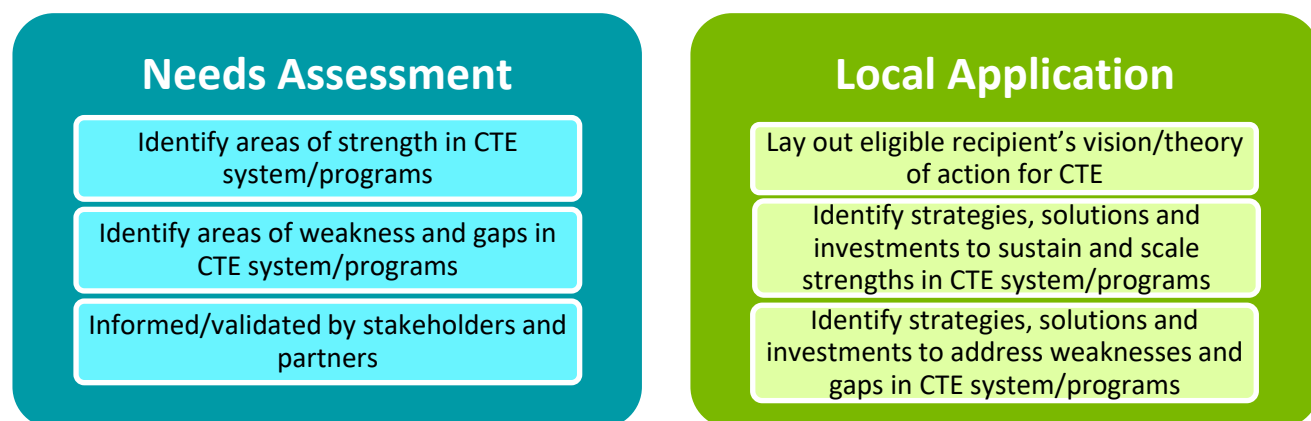 Needs Assessment
Identify areas of strength in CTE
system/programs
Identify areas of weakness and gaps in
CTE system/programs
Informed/validated by stakeholders and
partners
Local Application
Lay out eligible recipient’s vision/theory
of action for CTE
Identify strategies, solutions and
investments to sustain and scale
strengths in CTE system/programs
Identify strategies, solutions and
investments to address weaknesses and
gaps in CTE system/programs